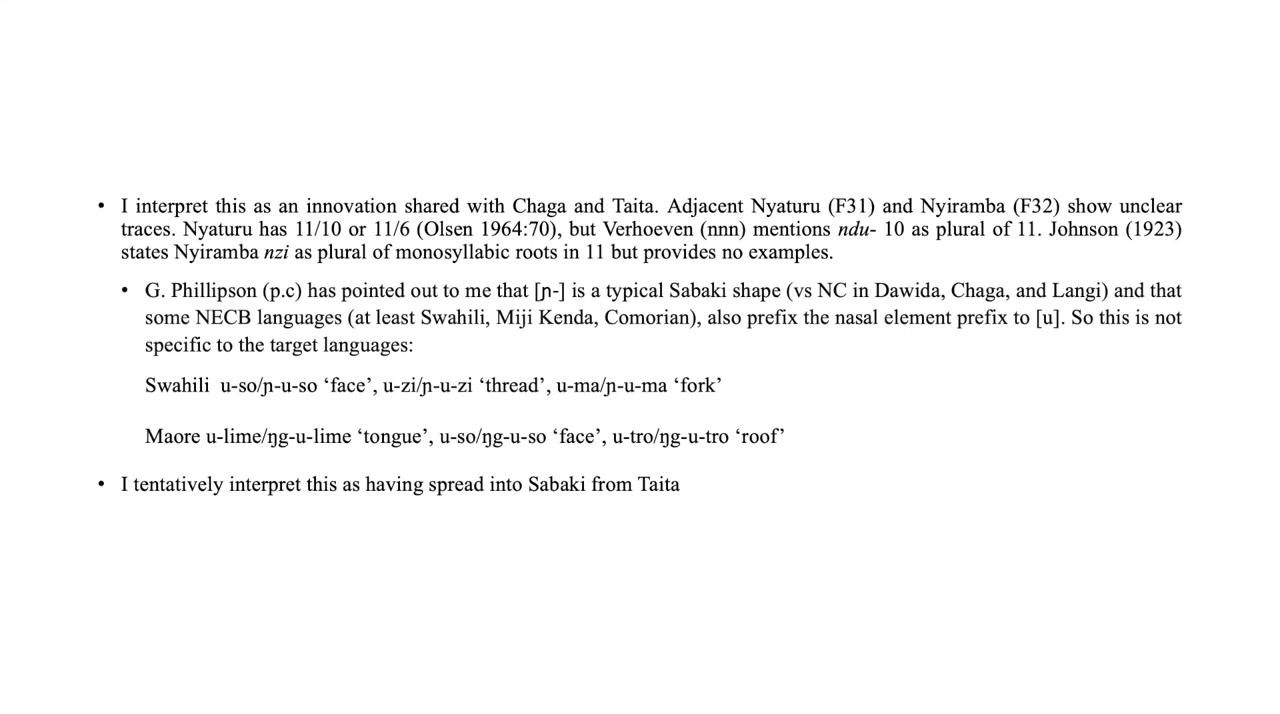 • I interpret this as an innovation shared with Chaga and Taita. Adjacent Nyaturu (F31) and Nyiramba (F32) show unclear
traces. Nyaturu has 11/10 or 11/6 (Olsen 1964:70), but Verhoeven (nnn) mentions ndu- 10 as plural of 11. Johnson (1923)
states Nyiramba nzi as plural of monosyllabic roots in 11 but provides no examples.
• G. Phillipson (p.c) has pointed out to me that [ɲ-] is a typical Sabaki shape (vs NC in Dawida, Chaga, and Langi) and that
some NECB languages (at least Swahili, Miji Kenda, Comorian), also prefix the nasal element prefix to [u]. So this is not
specific to the target languages:
Swahili u-so/ɲ-u-so ‘face’, u-zi/ɲ-u-zi ‘thread’, u-ma/ɲ-u-ma ‘fork’
Maore u-lime/ŋg-u-lime ‘tongue’, u-so/ŋg-u-so ‘face’, u-tro/ŋg-u-tro ‘roof’
• I tentatively interpret this as having spread into Sabaki from Taita